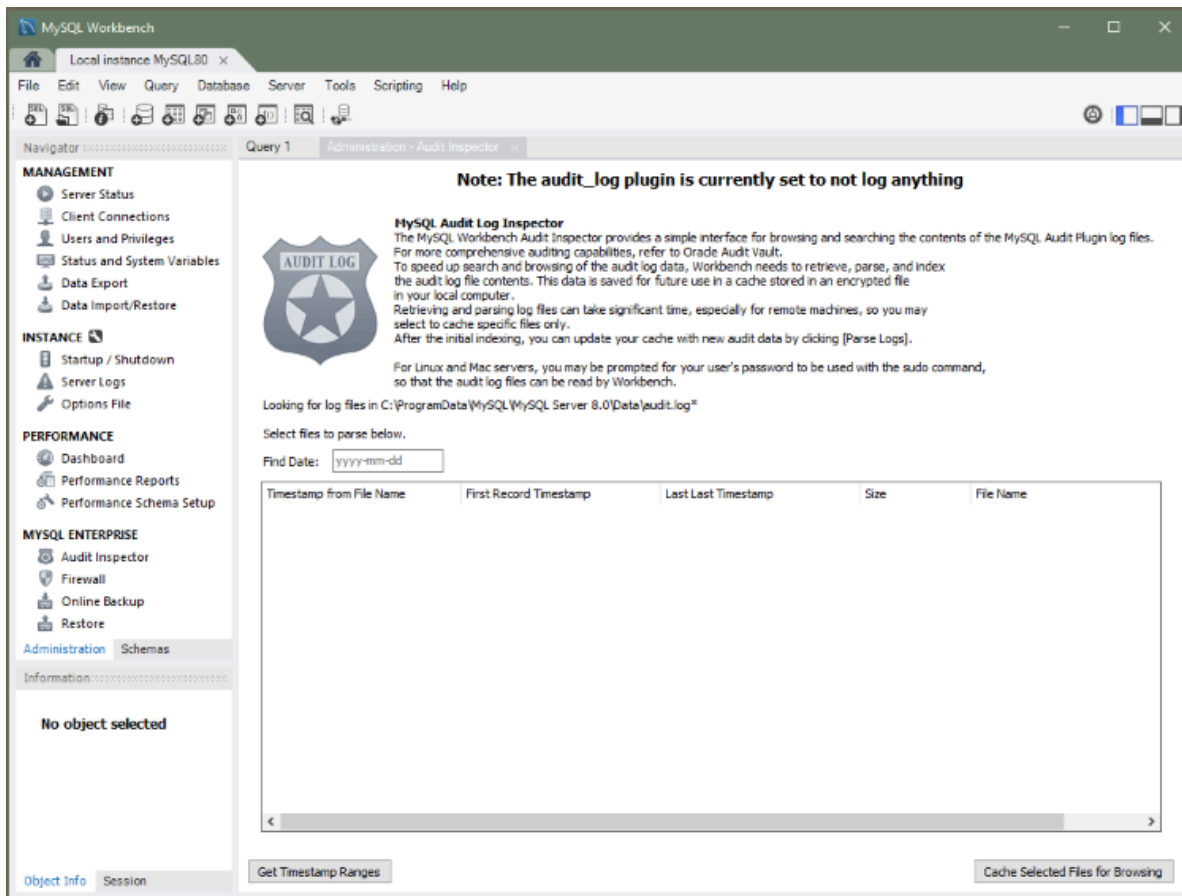 MySQL Workbench
Local instance MySQL80 ×
File Edit View Query Database Server Tools Scripting Help
Navigator
MANAGEMENT
Server Status
Client Connections
Users and Privileges
Status and System Variables
Data Export
Data Import/Restore
INSTANCE
Startup / Shutdown
Server Logs
Options File
PERFORMANCE
Dashboard
Performance Reports
Performance Schema Setup
MYSQL ENTERPRISE
Audit Inspector
Firewall
Online Backup
Restore
Administration Schemas
Information
No object selected
Object Info Session
Query 1 Administration - Audit Inspector ×
Note: The audit_log plugin is currently set to not log anything
AUDIT LOG
MySQL Audit Log Inspector
The MySQL Workbench Audit Inspector provides a simple interface for browsing and searching the contents of the MySQL Audit Plugin log files.
For more comprehensive auditing capabilities, refer to Orade Audit Vault.
To speed up search and browsing of the audit log data, Workbench needs to retrieve, parse, and index
the audit log file contents. This data is saved for future use in a cache stored in an encrypted file
in your local computer.
Retrieving and parsing log files can take significant time, especially for remote machines, so you may
select to cache specific files only.
After the initial indexing, you can update your cache with new audit data by clicking [Parse Logs].
For Linux and Mac servers, you may be prompted for your user's password to be used with the sudo command,
so that the audit log files can be read by Workbench.
Looking for log files in C:\ProgramData\MySQL\MySQL Server 8.0\Data\audit.log*
Select files to parse below.
Find Date: yyyy-mm-dd
Timestamp from File Name First Record Timestamp Last Last Timestamp Size File Name
Get Timestamp Ranges Cache Selected Files for Browsing